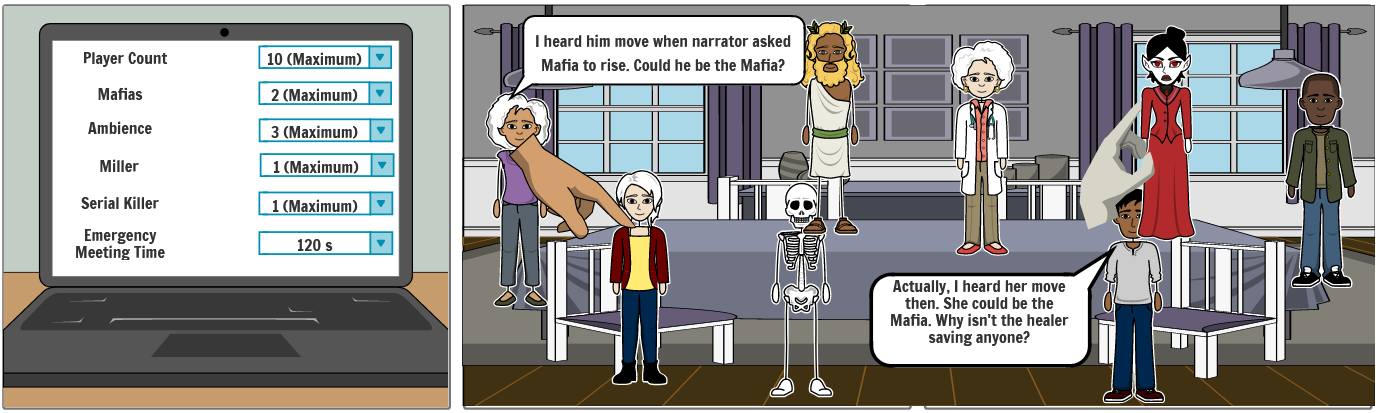 Player Count 10 (Maximum)
Mafias 2 (Maximum)
Ambience 3 (Maximum)
Miller 1 (Maximum)
Serial Killer 1 (Maximum)
Emergency
Meeting Time 120 s
I heard him move when narrator asked
Mafia to rise. Could he be the Mafia?
Actually, I heard her move
then. She could be the
Mafia. Why isn't the healer
saving anyone?